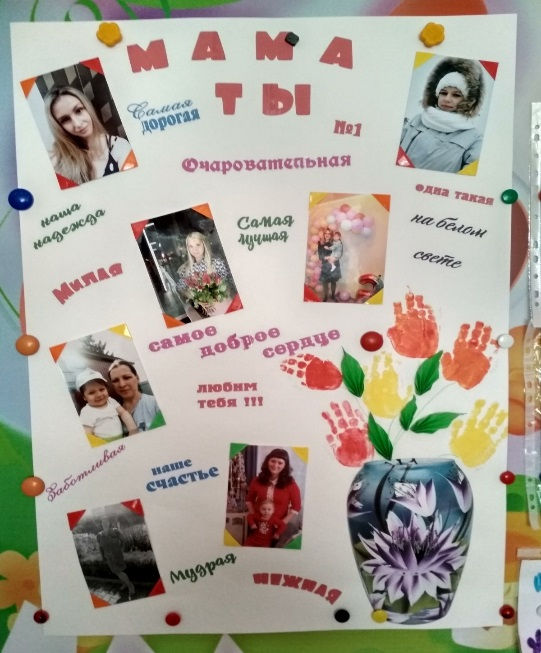 МАМА
ТЫ
Самая
дорогая
№1
Очаровательная
одна такая
на белом
свете
наша
надежда
Самая
лучшая
Милая
самое доброе сердце
любим
тебя !!!
Заботливая
наше
счастье
Мудрая
нежная